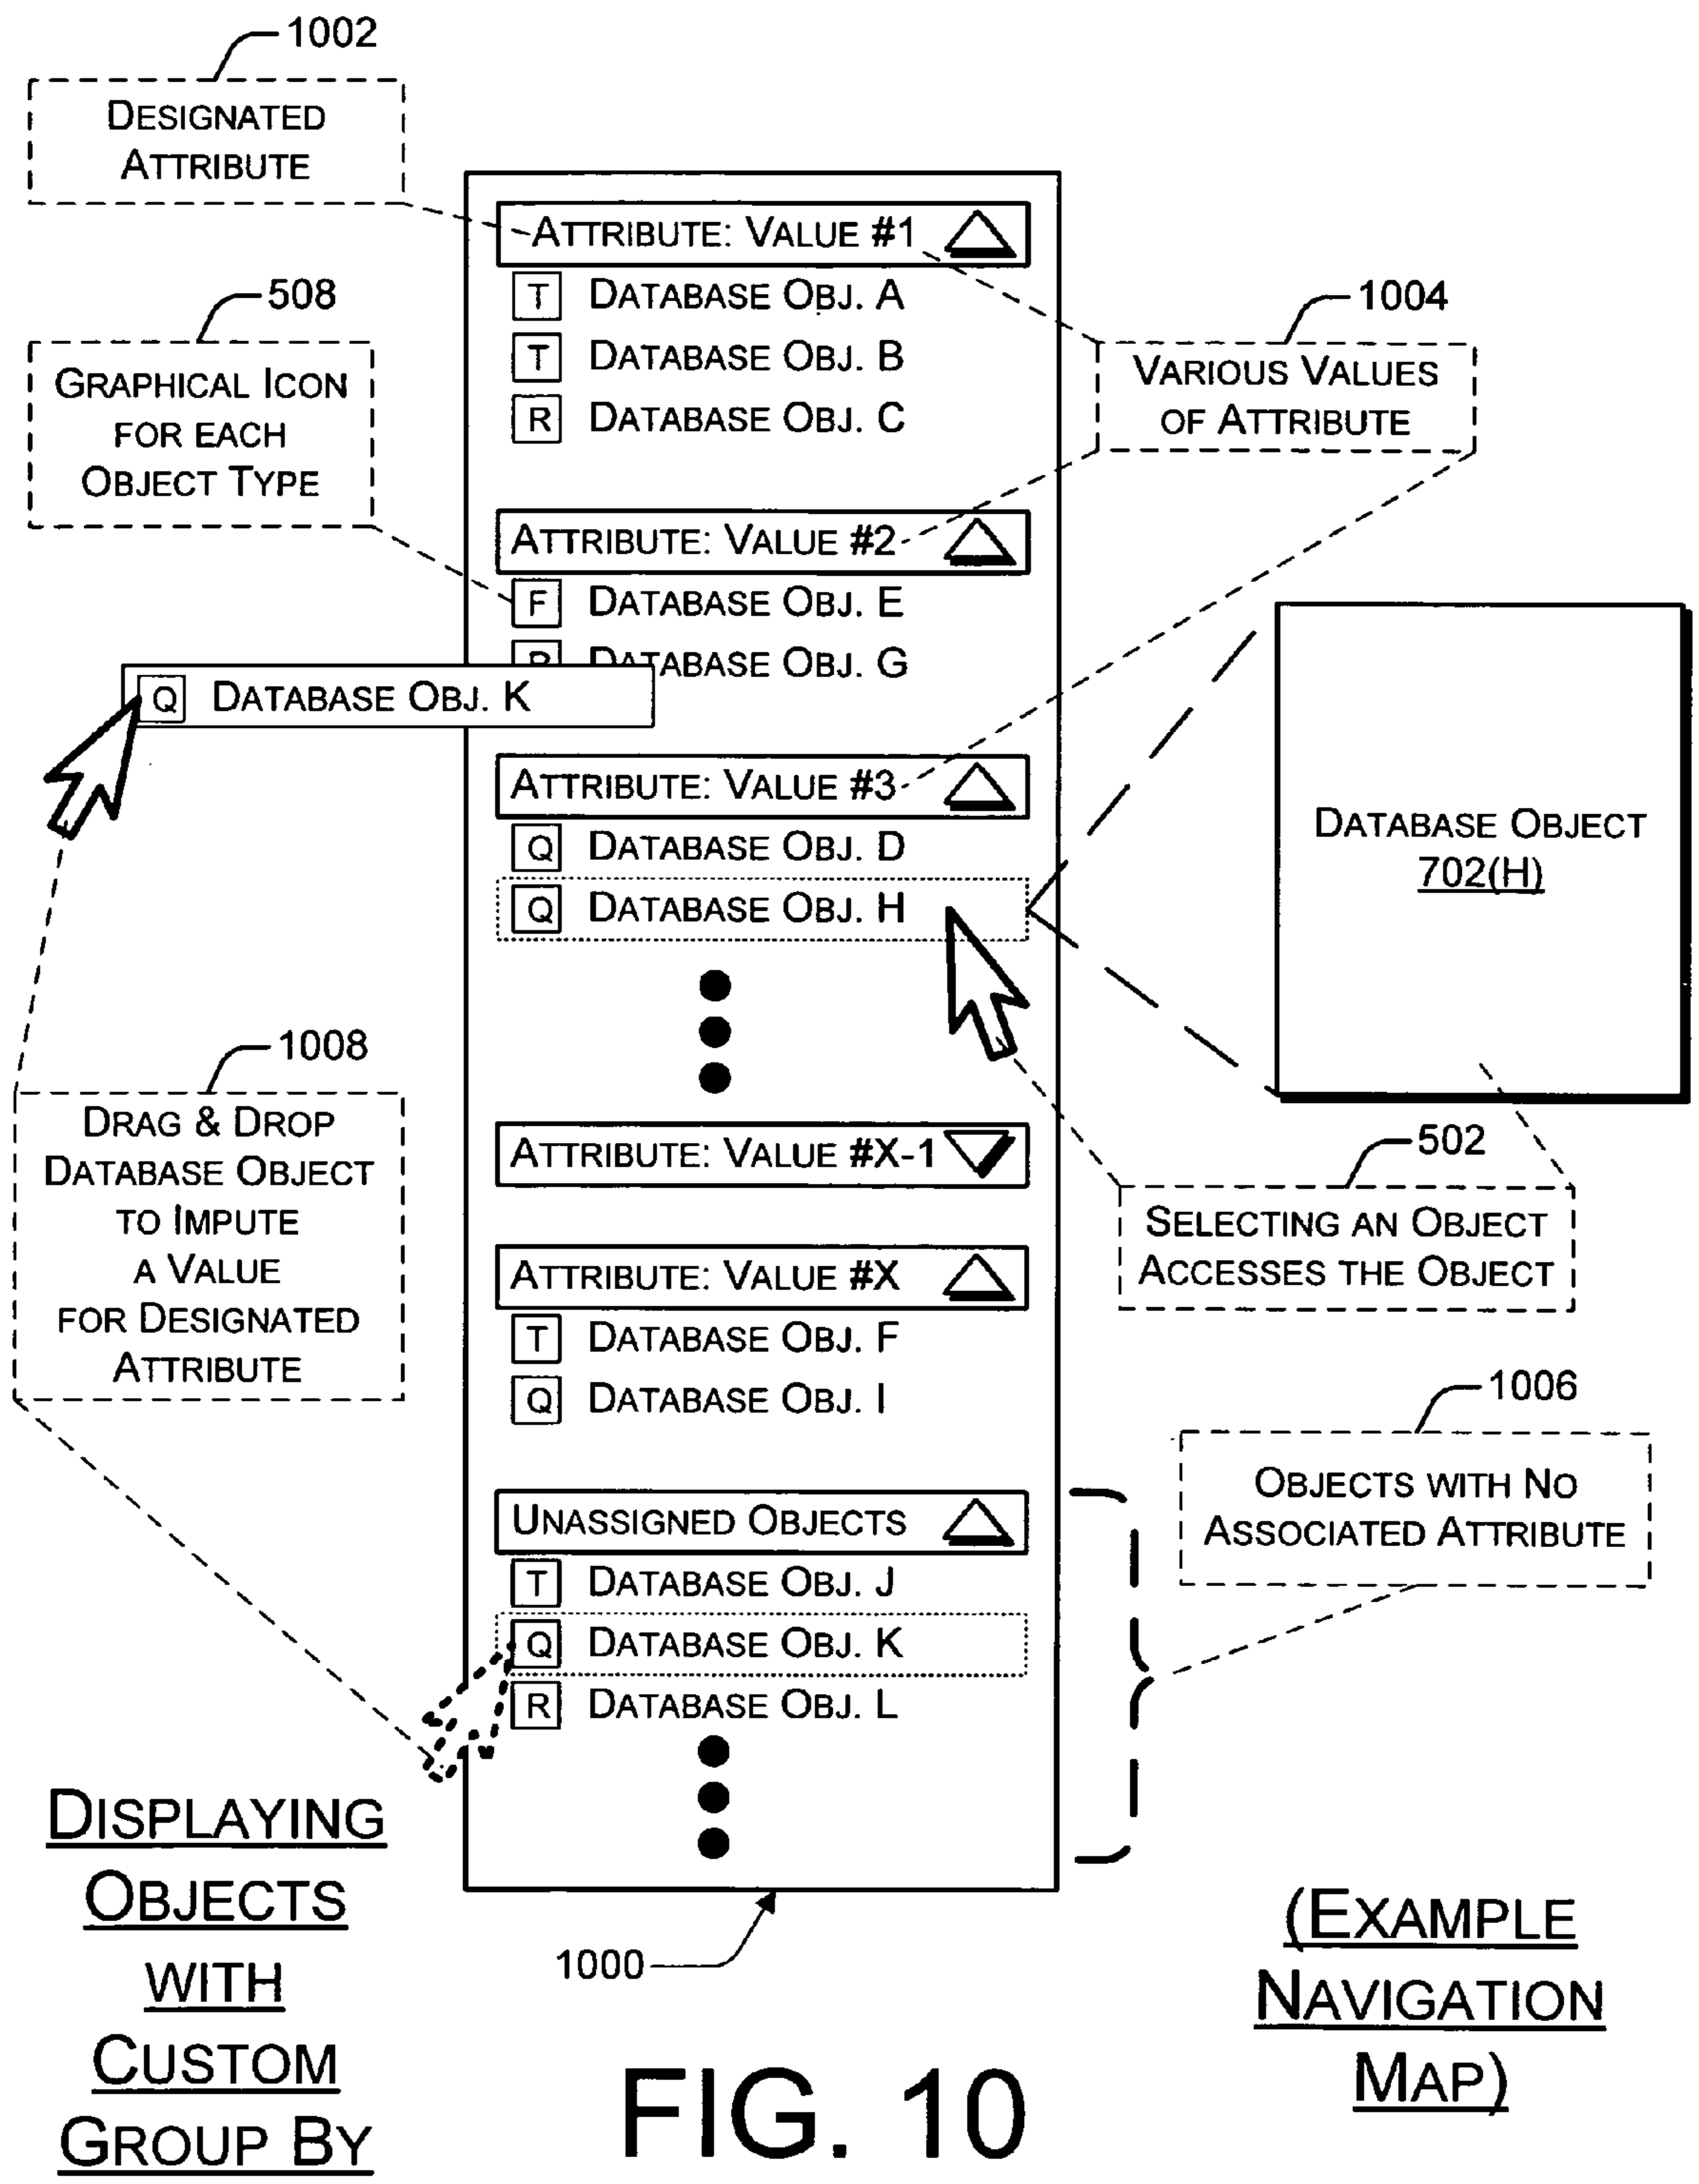 1002
DESIGNATED
ATTRIBUTE
ATTRIBUTE: VALUE #1
T DATABASE OBJ. A
T DATABASE OBJ. B
R DATABASE OBJ. C
508
GRAPHICAL ICON
FOR EACH
OBJECT TYPE
1004
VARIOUS VALUES
OF ATTRIBUTE
ATTRIBUTE: VALUE #2
F DATABASE OBJ. E
DATABASE OBJ. G
Q DATABASE OBJ. K
ATTRIBUTE: VALUE #3
Q DATABASE OBJ. D
Q DATABASE OBJ. H
DATABASE OBJECT
702(H)
1008
DRAG & DROP
DATABASE OBJECT
TO IMPUTE
A VALUE
FOR DESIGNATED
ATTRIBUTE
ATTRIBUTE: VALUE #X-1
502
SELECTING AN OBJECT
ACCESSES THE OBJECT
ATTRIBUTE: VALUE #X
T DATABASE OBJ. F
Q DATABASE OBJ. I
1006
OBJECTS WITH NO
ASSOCIATED ATTRIBUTE
UNASSIGNED OBJECTS
T DATABASE OBJ. J
Q DATABASE OBJ. K
R DATABASE OBJ. L
1000
DISPLAYING
OBJECTS
WITH
CUSTOM
GROUP BY
(EXAMPLE
NAVIGATION
MAP)
FIG. 10